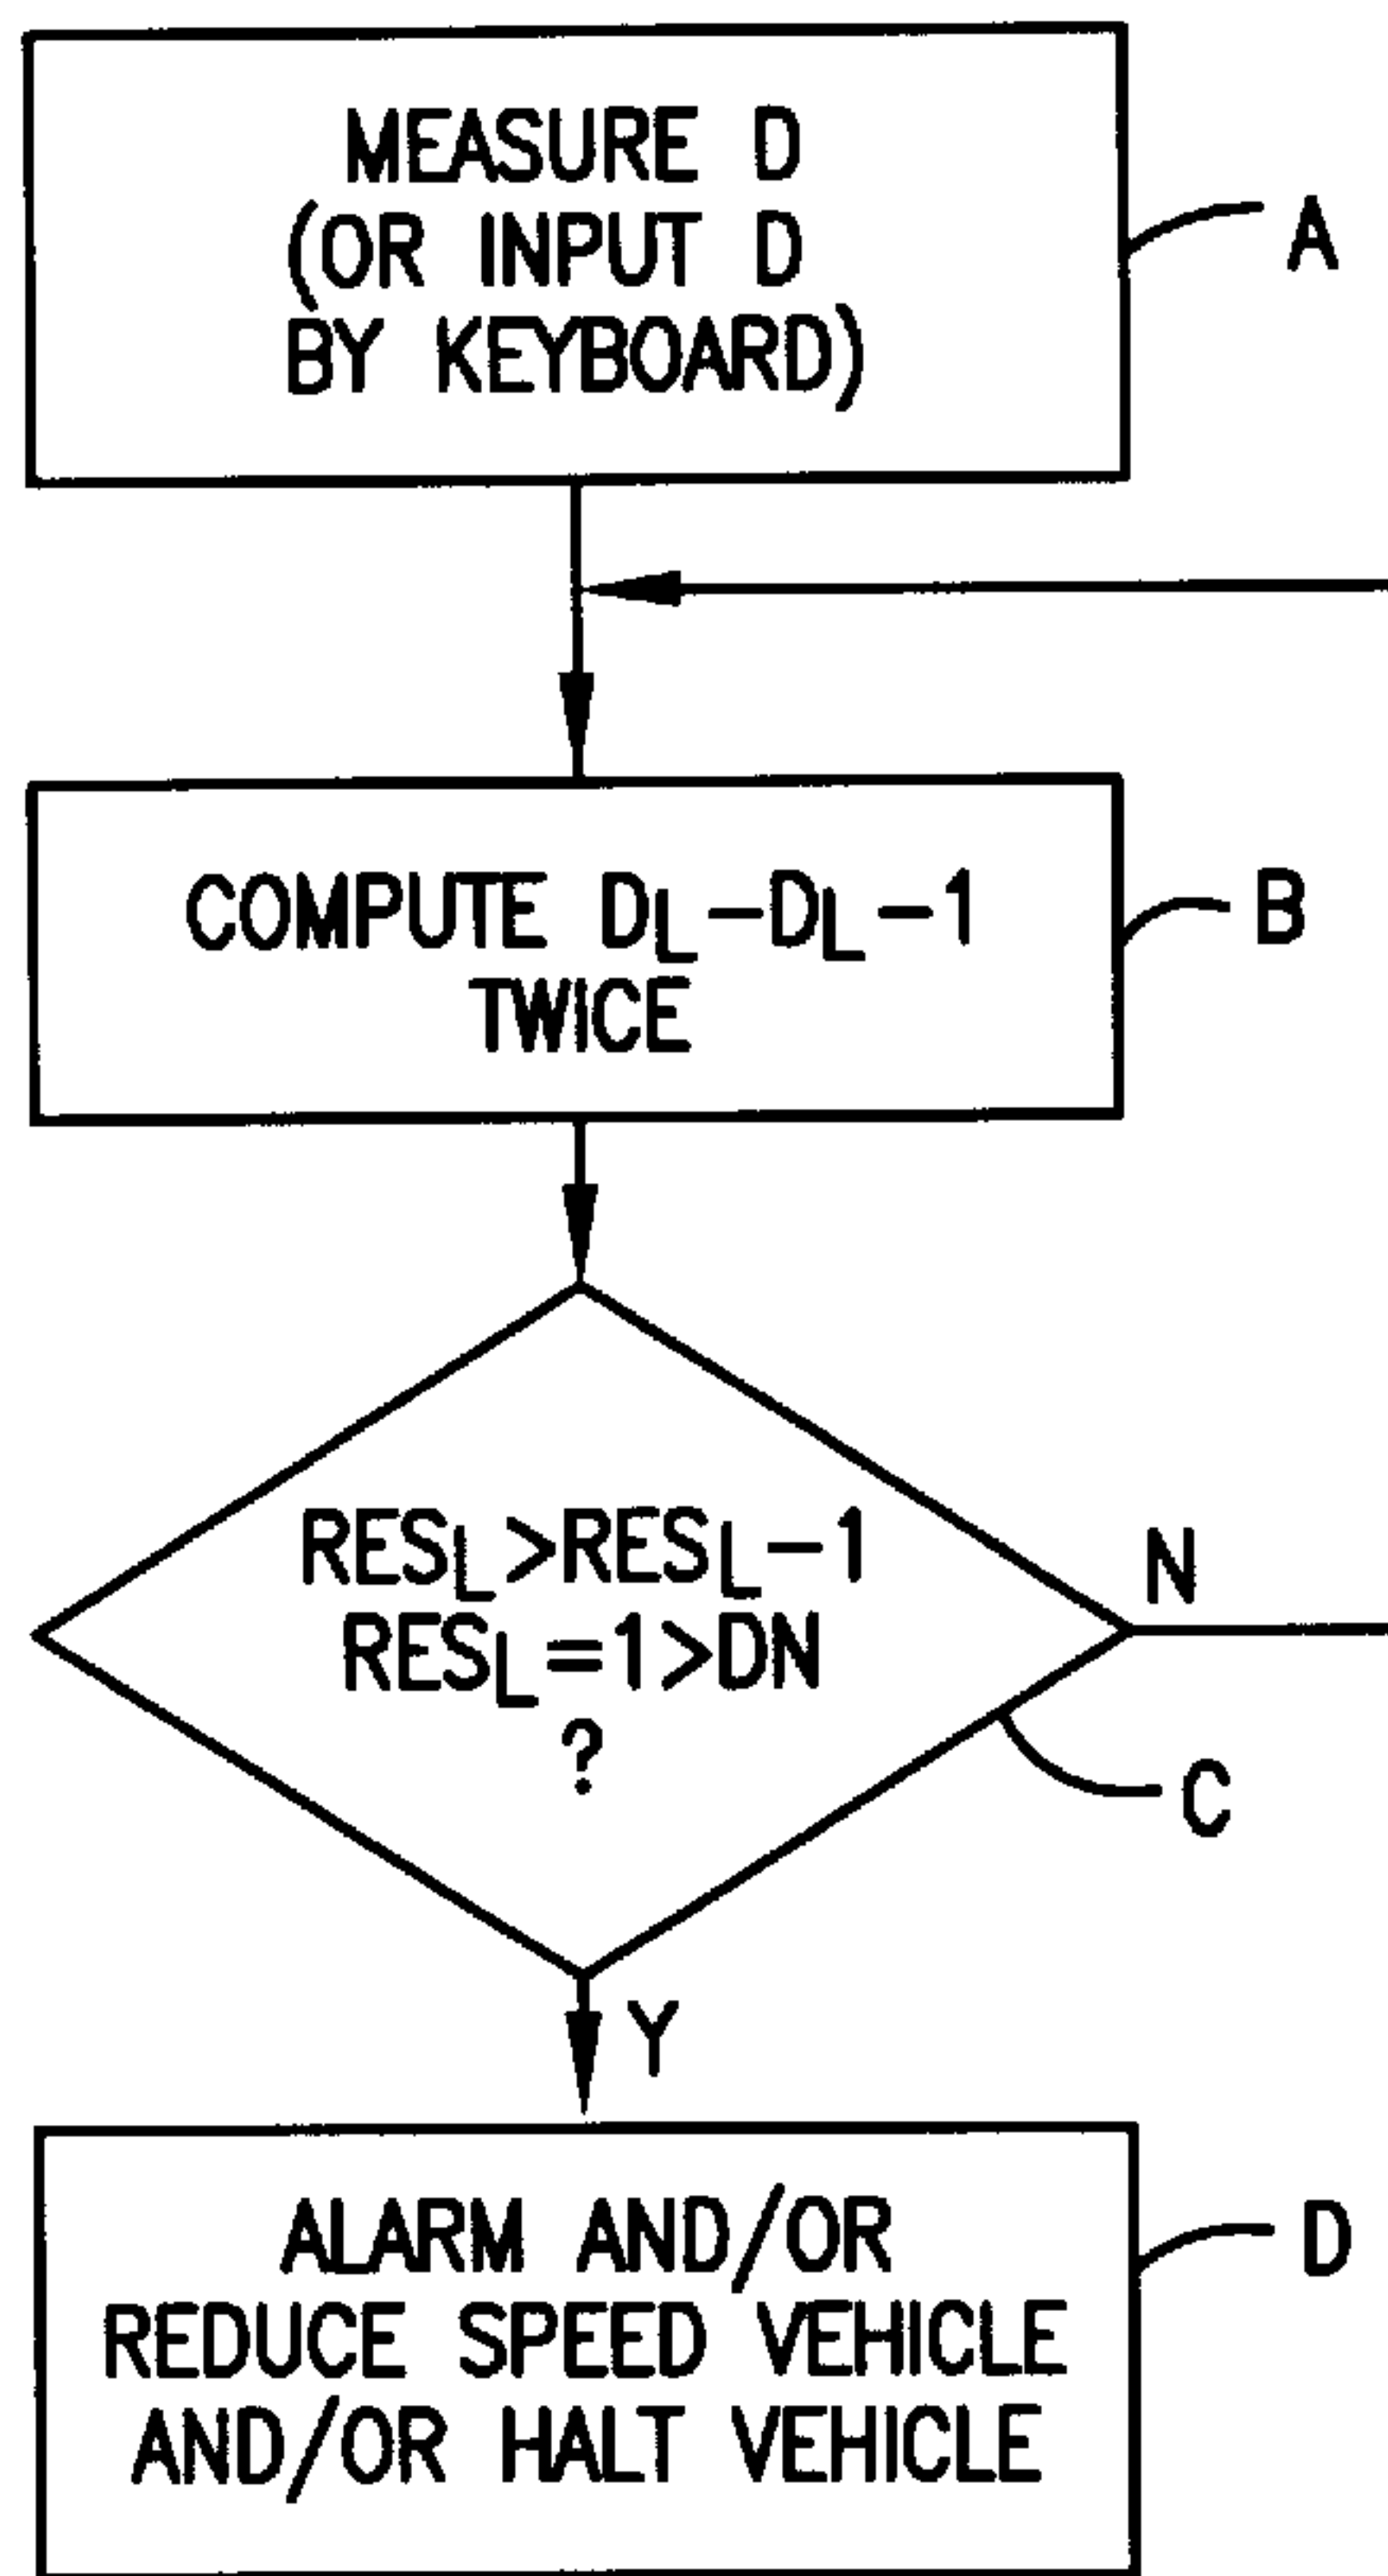 MEASURE D
(OR INPUT D
BY KEYBOARD)
A
COMPUTE DL-DL-1
TWICE
B
RESL>RESL-1
RESL=1>DN
?
N
C
Y
ALARM AND/OR
REDUCE SPEED VEHICLE
AND/OR HALT VEHICLE
D